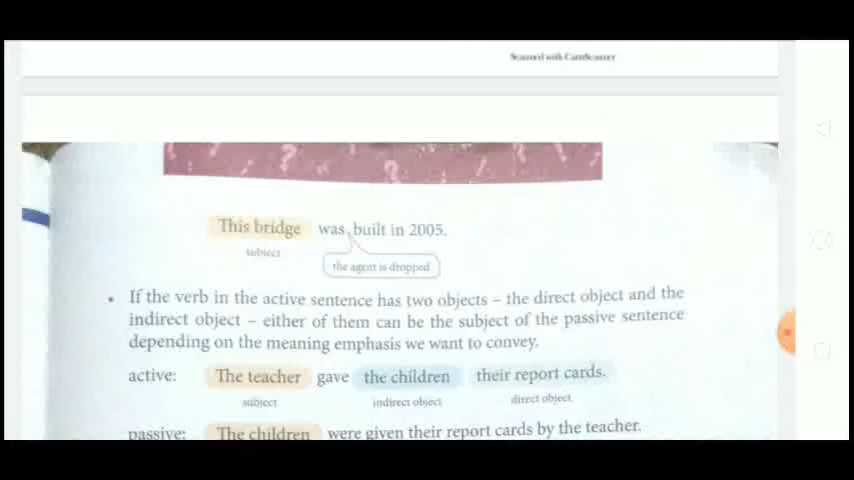 Scanned with CamScanner
This bridge was built in 2005.
subject
the agent is dropped
• If the verb in the active sentence has two objects – the direct object and the
indirect object – either of them can be the subject of the passive sentence
depending on the meaning emphasis we want to convey.
active: The teacher gave the children their report cards.
subject indirect object direct object
passive: The children were given their report cards by the teacher.